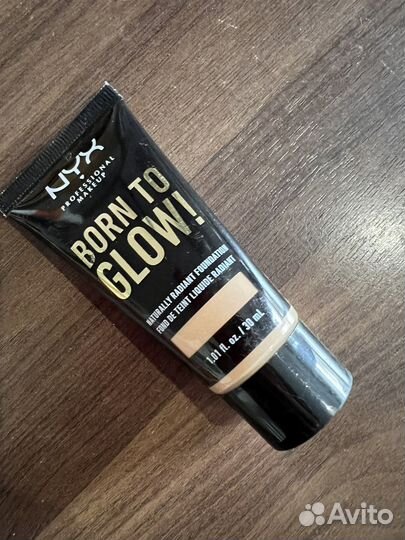 NYX
PROFESSIONAL
MAKEUP
BORN TO
GLOW!
NATURALLY RADIANT FOUNDATION
FOND DE TEINT LIQUIDE RADIANT
1.01 fl. oz. / 30 mL
Avito